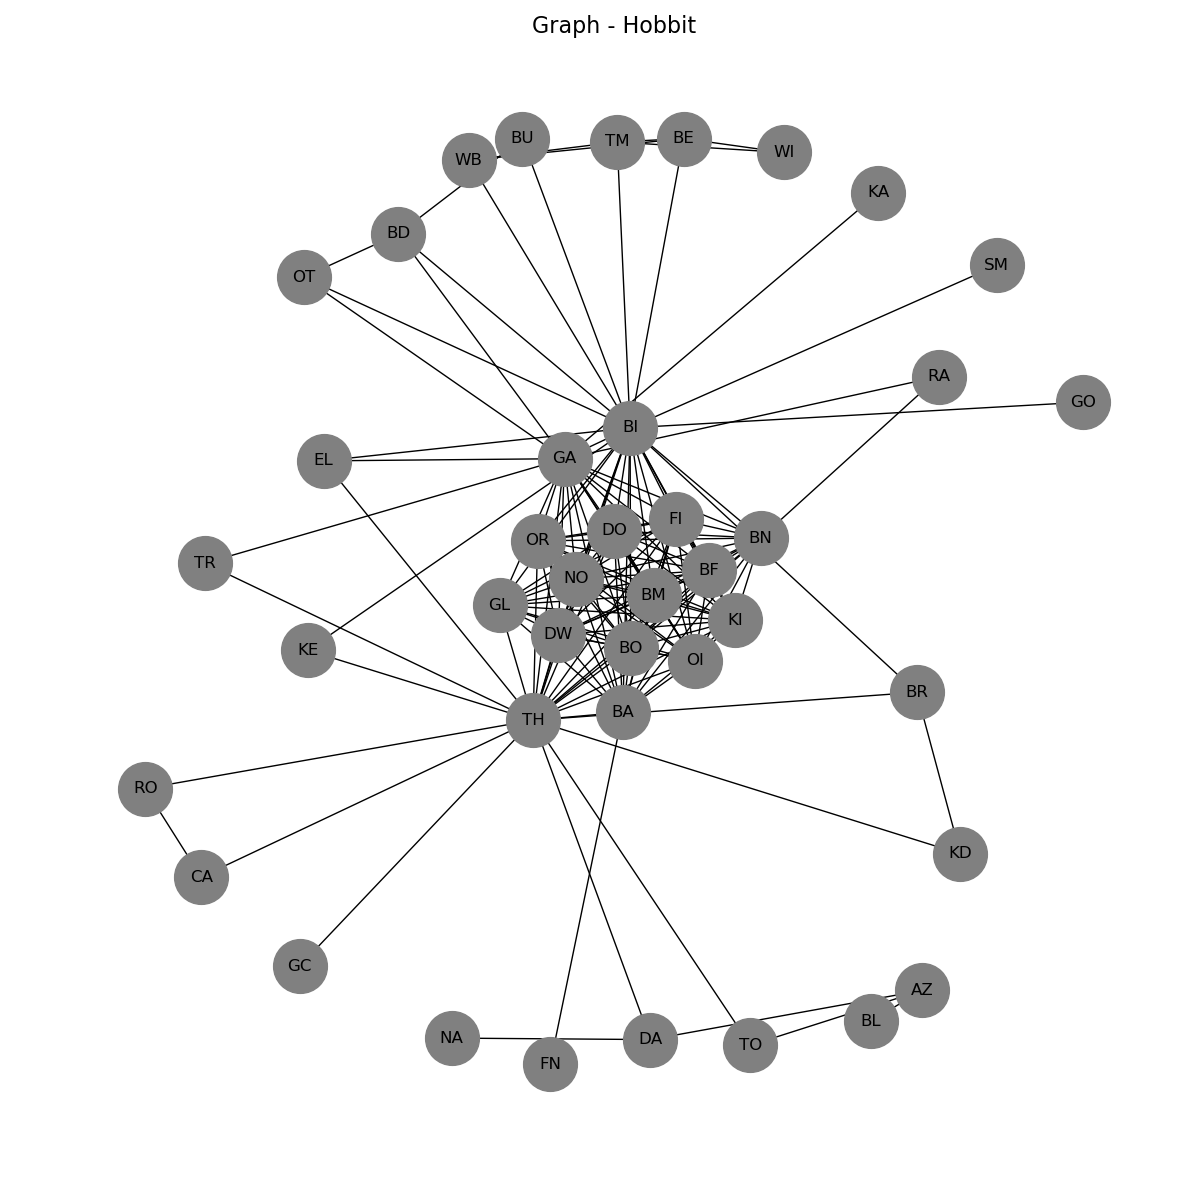 Graph - Hobbit
BU
TM
BE
WI
WB
KA
BD
SM
OT
RA
GO
BI
GA
EL
FI
DO
BN
OR
TR
BF
NO
BM
GL
KI
DW
BO
KE
OI
BR
BA
TH
RO
KD
CA
GC
AZ
BL
NA
DA
TO
FN